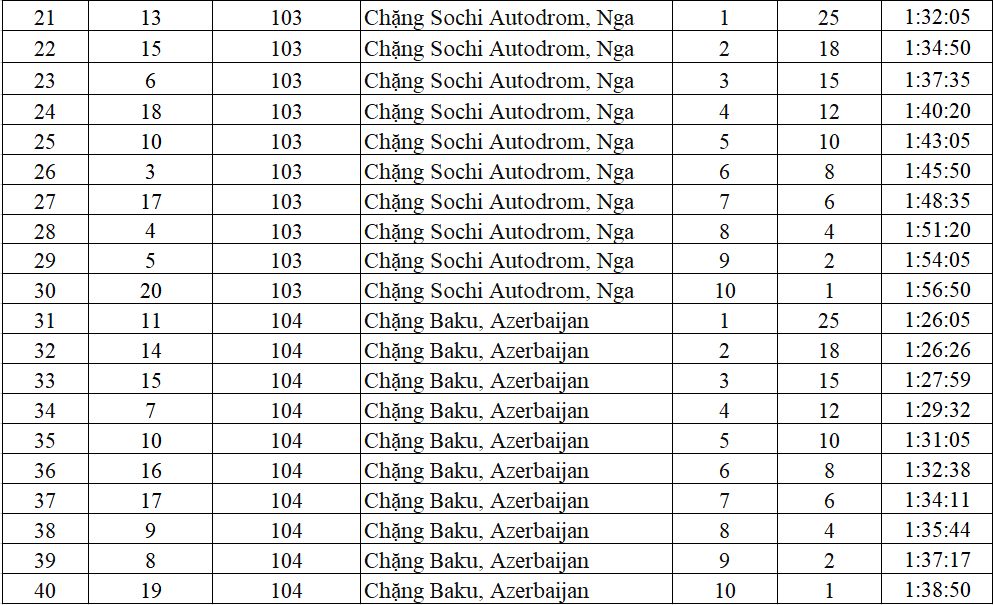 21 13 103 Chặng Sochi Autodrom, Nga 1 25 1:32:05
22 15 103 Chặng Sochi Autodrom, Nga 2 18 1:34:50
23 6 103 Chặng Sochi Autodrom, Nga 3 15 1:37:35
24 18 103 Chặng Sochi Autodrom, Nga 4 12 1:40:20
25 10 103 Chặng Sochi Autodrom, Nga 5 10 1:43:05
26 3 103 Chặng Sochi Autodrom, Nga 6 8 1:45:50
27 17 103 Chặng Sochi Autodrom, Nga 7 6 1:48:35
28 4 103 Chặng Sochi Autodrom, Nga 8 4 1:51:20
29 5 103 Chặng Sochi Autodrom, Nga 9 2 1:54:05
30 20 103 Chặng Sochi Autodrom, Nga 10 1 1:56:50
31 11 104 Chặng Baku, Azerbaijan 1 25 1:26:05
32 14 104 Chặng Baku, Azerbaijan 2 18 1:26:26
33 15 104 Chặng Baku, Azerbaijan 3 15 1:27:59
34 7 104 Chặng Baku, Azerbaijan 4 12 1:29:32
35 10 104 Chặng Baku, Azerbaijan 5 10 1:31:05
36 16 104 Chặng Baku, Azerbaijan 6 8 1:32:38
37 17 104 Chặng Baku, Azerbaijan 7 6 1:34:11
38 9 104 Chặng Baku, Azerbaijan 8 4 1:35:44
39 8 104 Chặng Baku, Azerbaijan 9 2 1:37:17
40 19 104 Chặng Baku, Azerbaijan 10 1 1:38:50